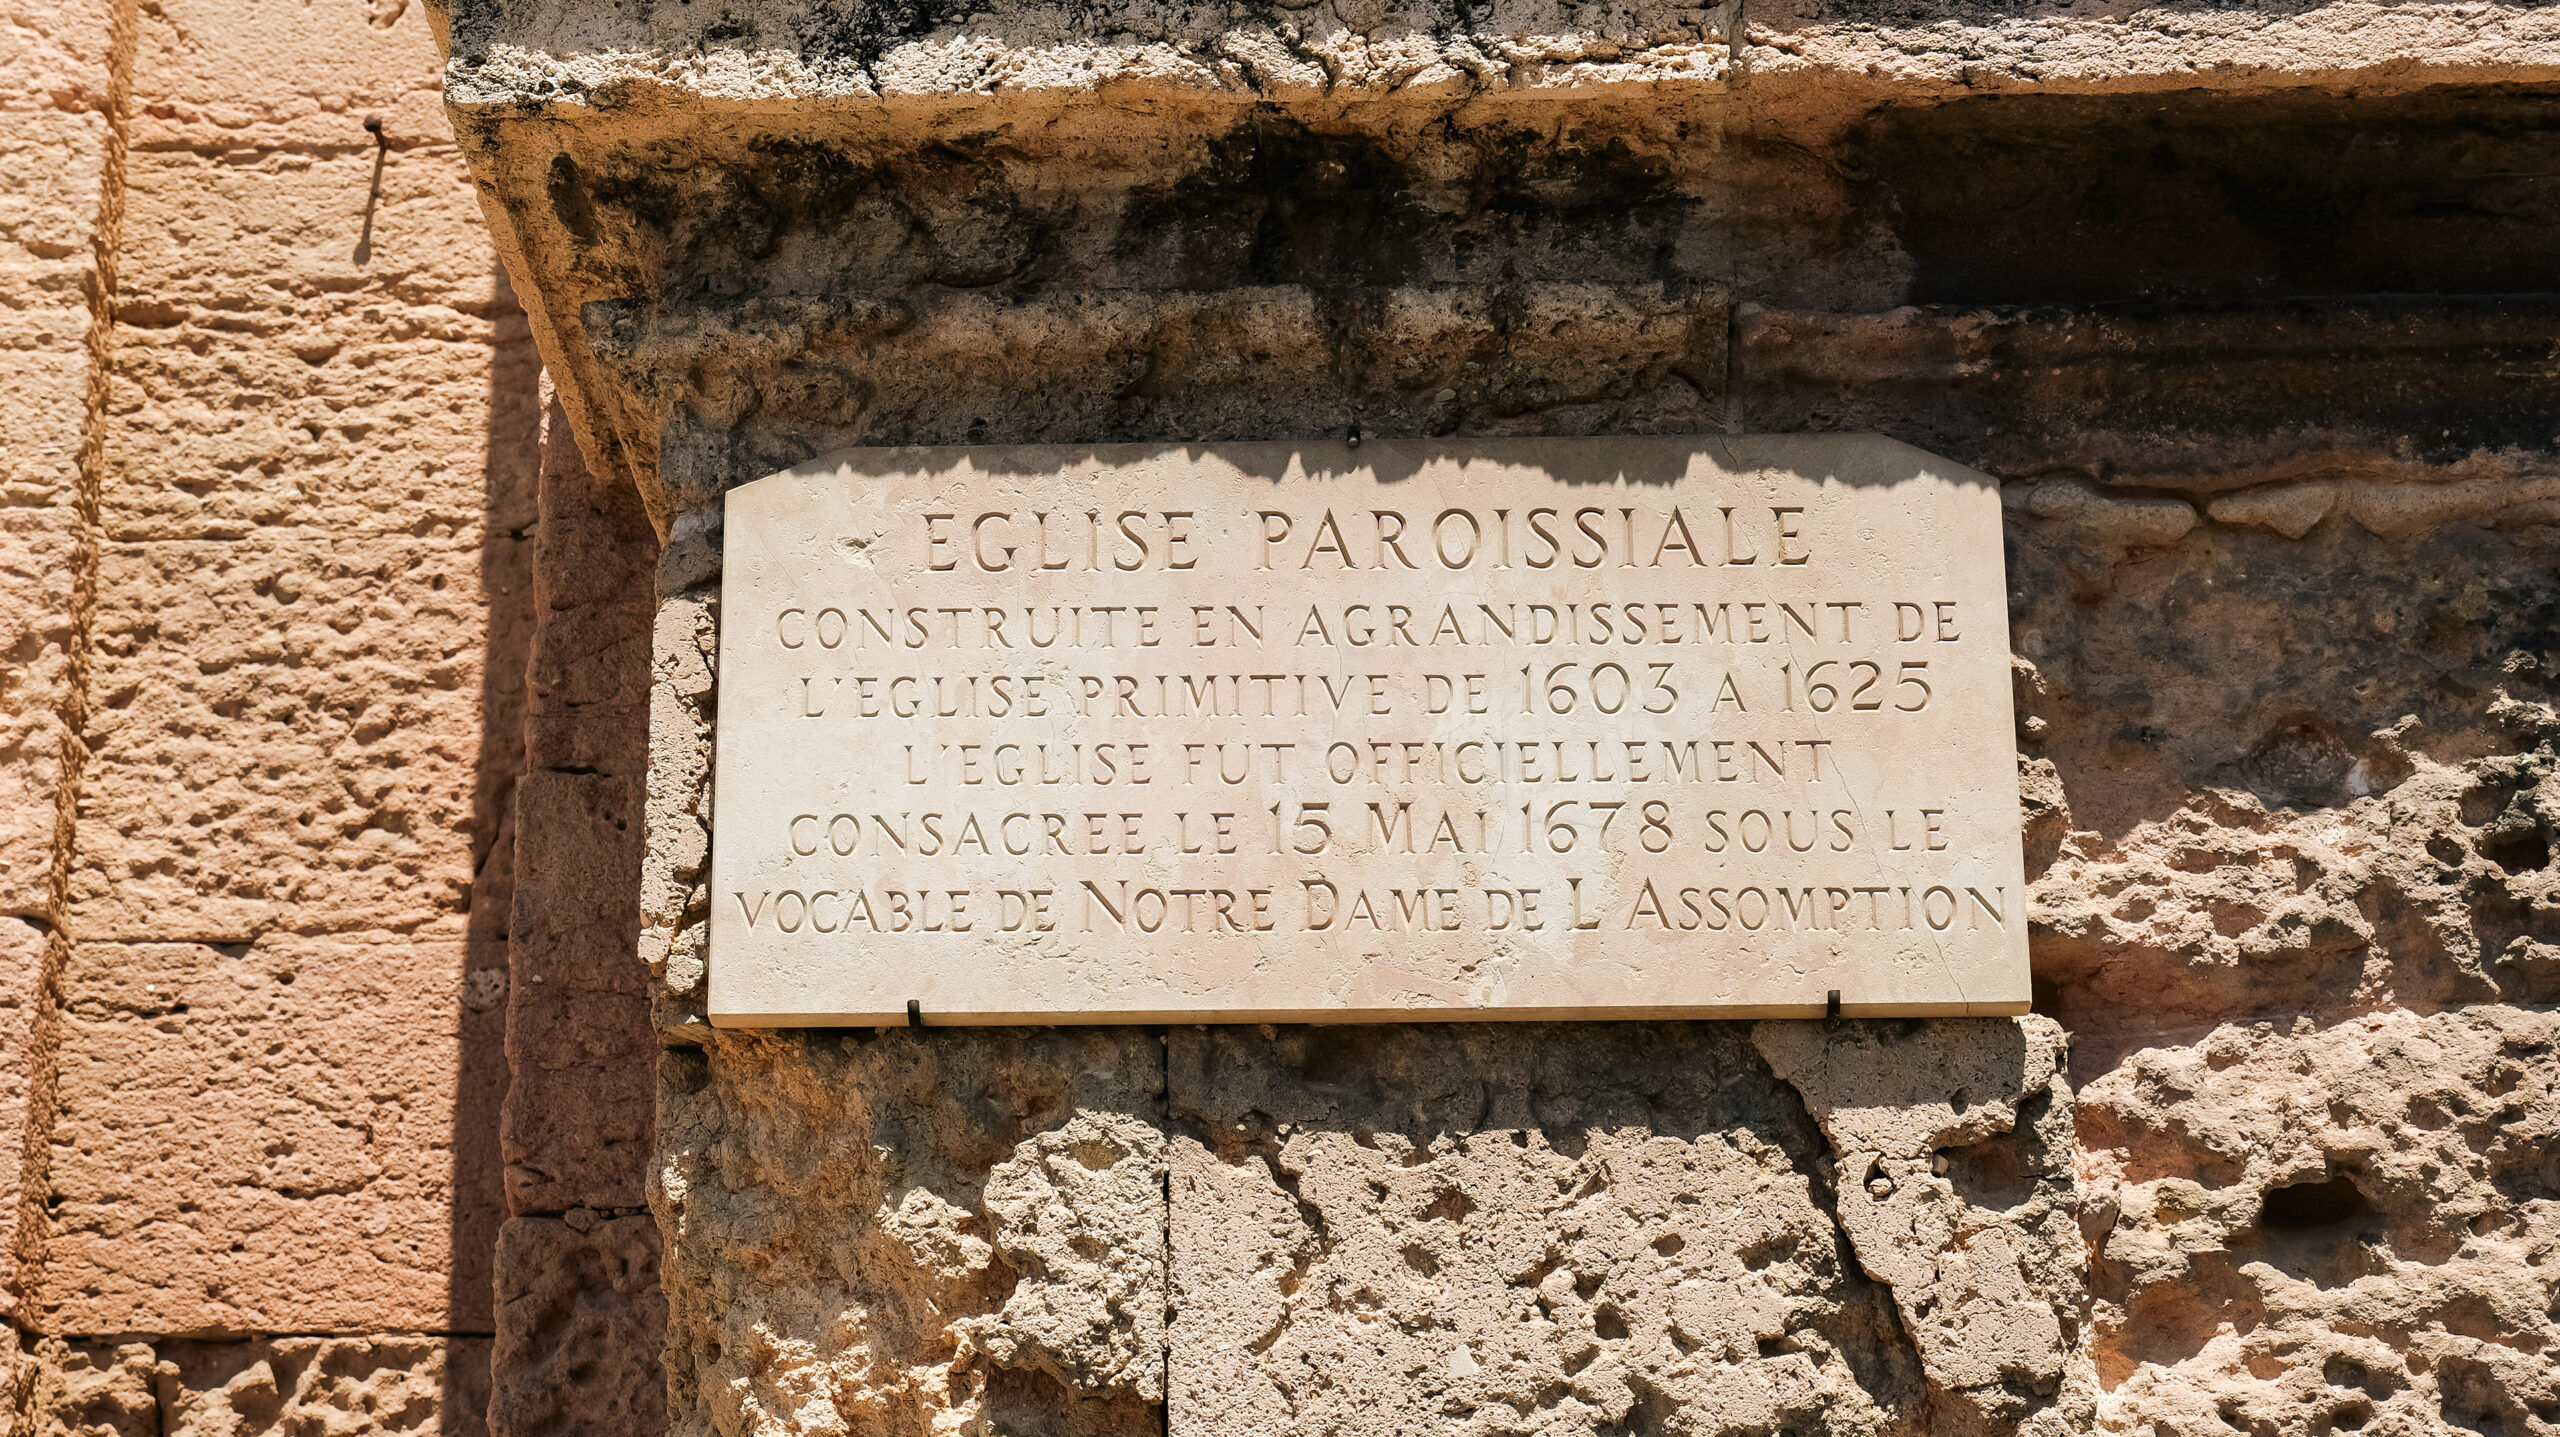 EGLISE PAROISSIALE
CONSTRUITE EN AGRANDISSEMENT DE
L'EGLISE PRIMITIVE DE 1603 A 1625
L'EGLISE FUT OFFICIELLEMENT
CONSACREE LE 15 MAI 1678 SOUS LE
VOCABLE DE NOTRE DAME DE L ASSOMPTION